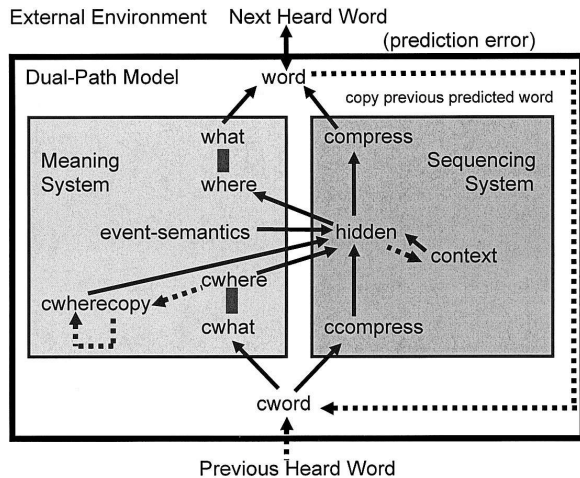 External Environment
Next Heard Word
(prediction error)
Dual-Path Model
word
copy previous predicted word
what
compress
Meaning
System
Sequencing
System
where
event-semantics
hidden
context
cwhere
cwherecopy
cwhat
ccompress
cword
Previous Heard Word